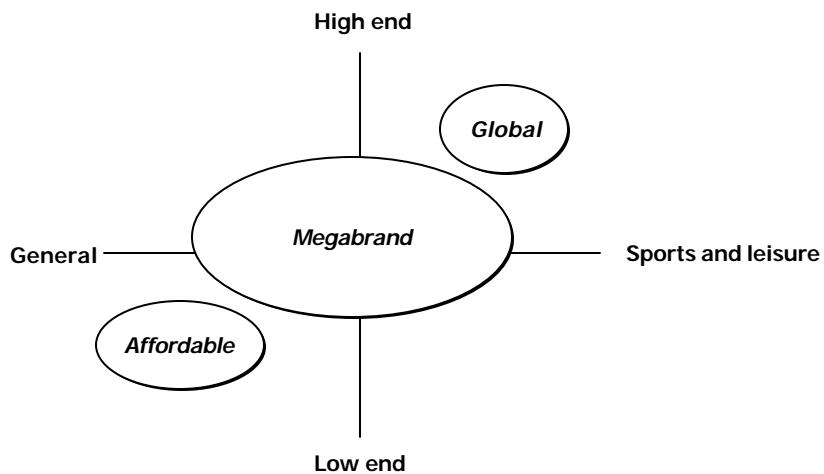 High end
Global
Megabrand
General
Sports and leisure
Affordable
Low end